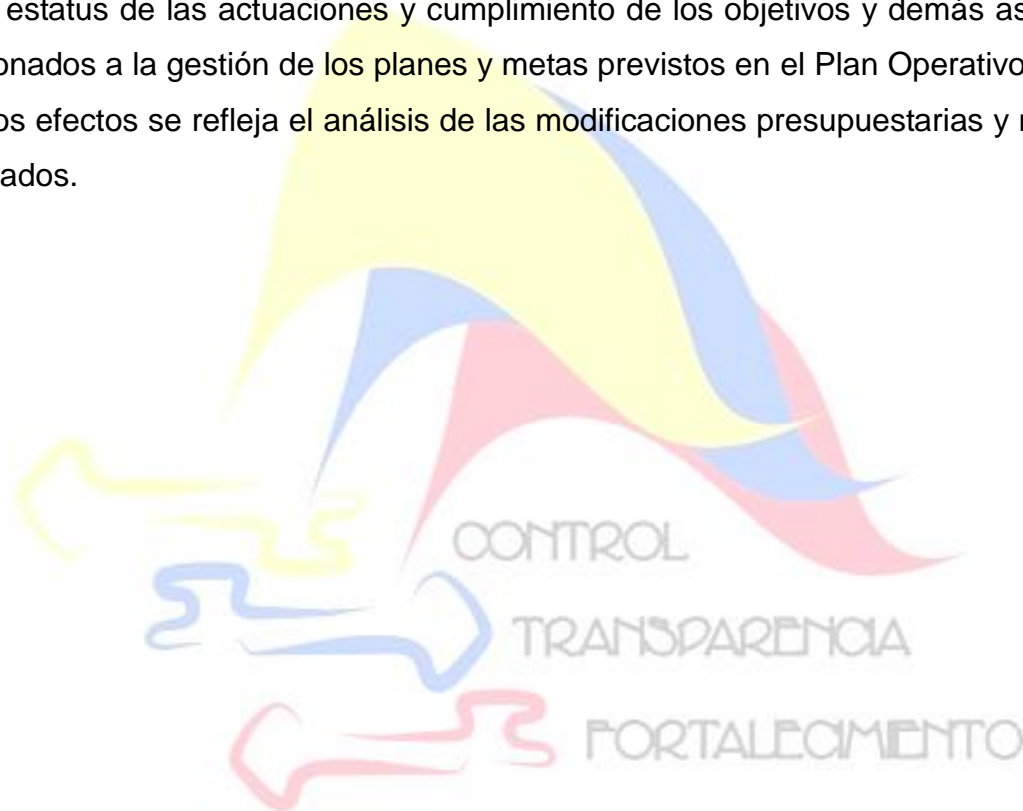 estatus de las actuaciones y cumplimiento de los objetivos y demás as
onados a la gestión de los planes y metas previstos en el Plan Operativo
os efectos se refleja el análisis de las modificaciones presupuestarias y
ados.
CONTROL
TRANSPARENCIA
FORTALECIMIENTO